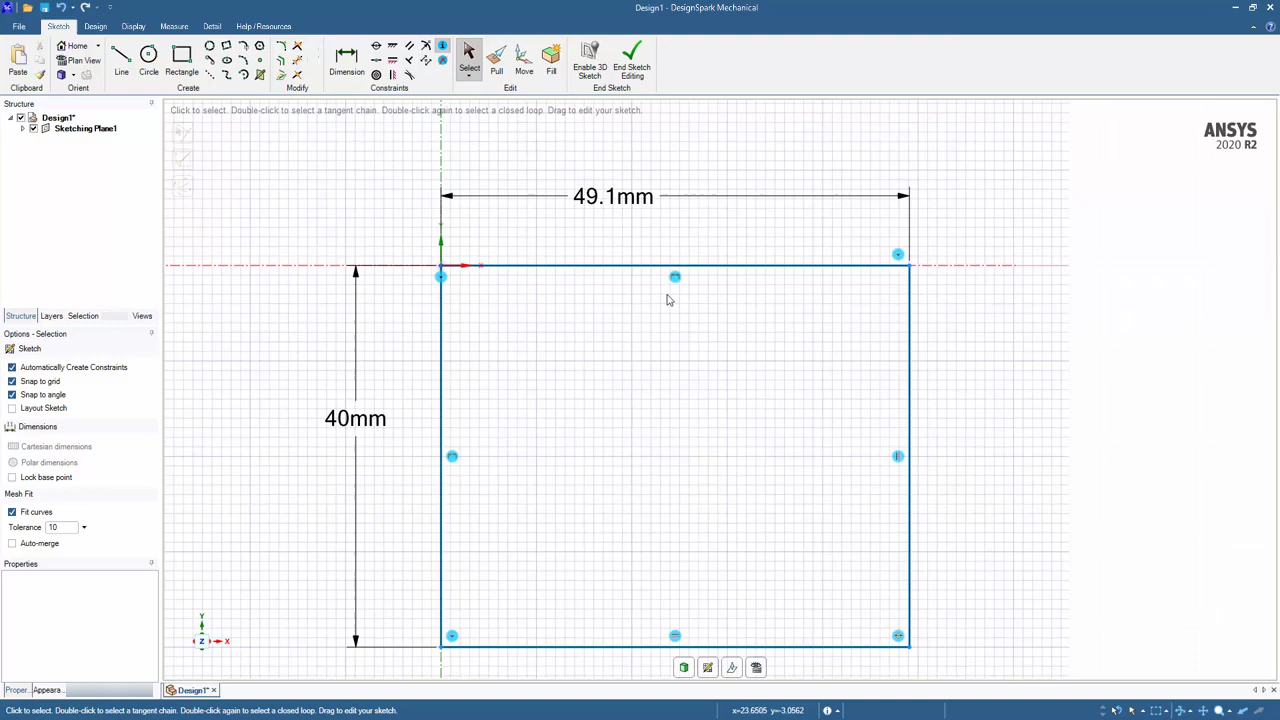 Design1 - DesignSpark Mechanical
File Sketch Design Display Measure Detail Help / Resources
Paste
Home
Plan View
Line Circle Rectangle
Dimension
Select Pull Move Fill
Enable 3D Sketch
End Sketch Editing
Clipboard Orient Create Modify Constraints Edit End Sketch
Structure
Click to select. Double-click to select a tangent chain. Double-click again to select a closed loop. Drag to edit your sketch.
Design1*
Sketching Plane1
ANSYS
2020 R2
49.1mm
40mm
Structure Layers Selection Views
Options - Selection
Sketch
Automatically Create Constraints
Snap to grid
Snap to angle
Layout Sketch
Dimensions
Cartesian dimensions
Polar dimensions
Lock base point
Mesh Fit
Fit curves
Tolerance 10
Auto-merge
Properties
Y
Z X
Proper... Appeara...
Design1*
Click to select. Double-click to select a tangent chain. Double-click again to select a closed loop. Drag to edit your sketch.
x=23.6505 y=-3.0562